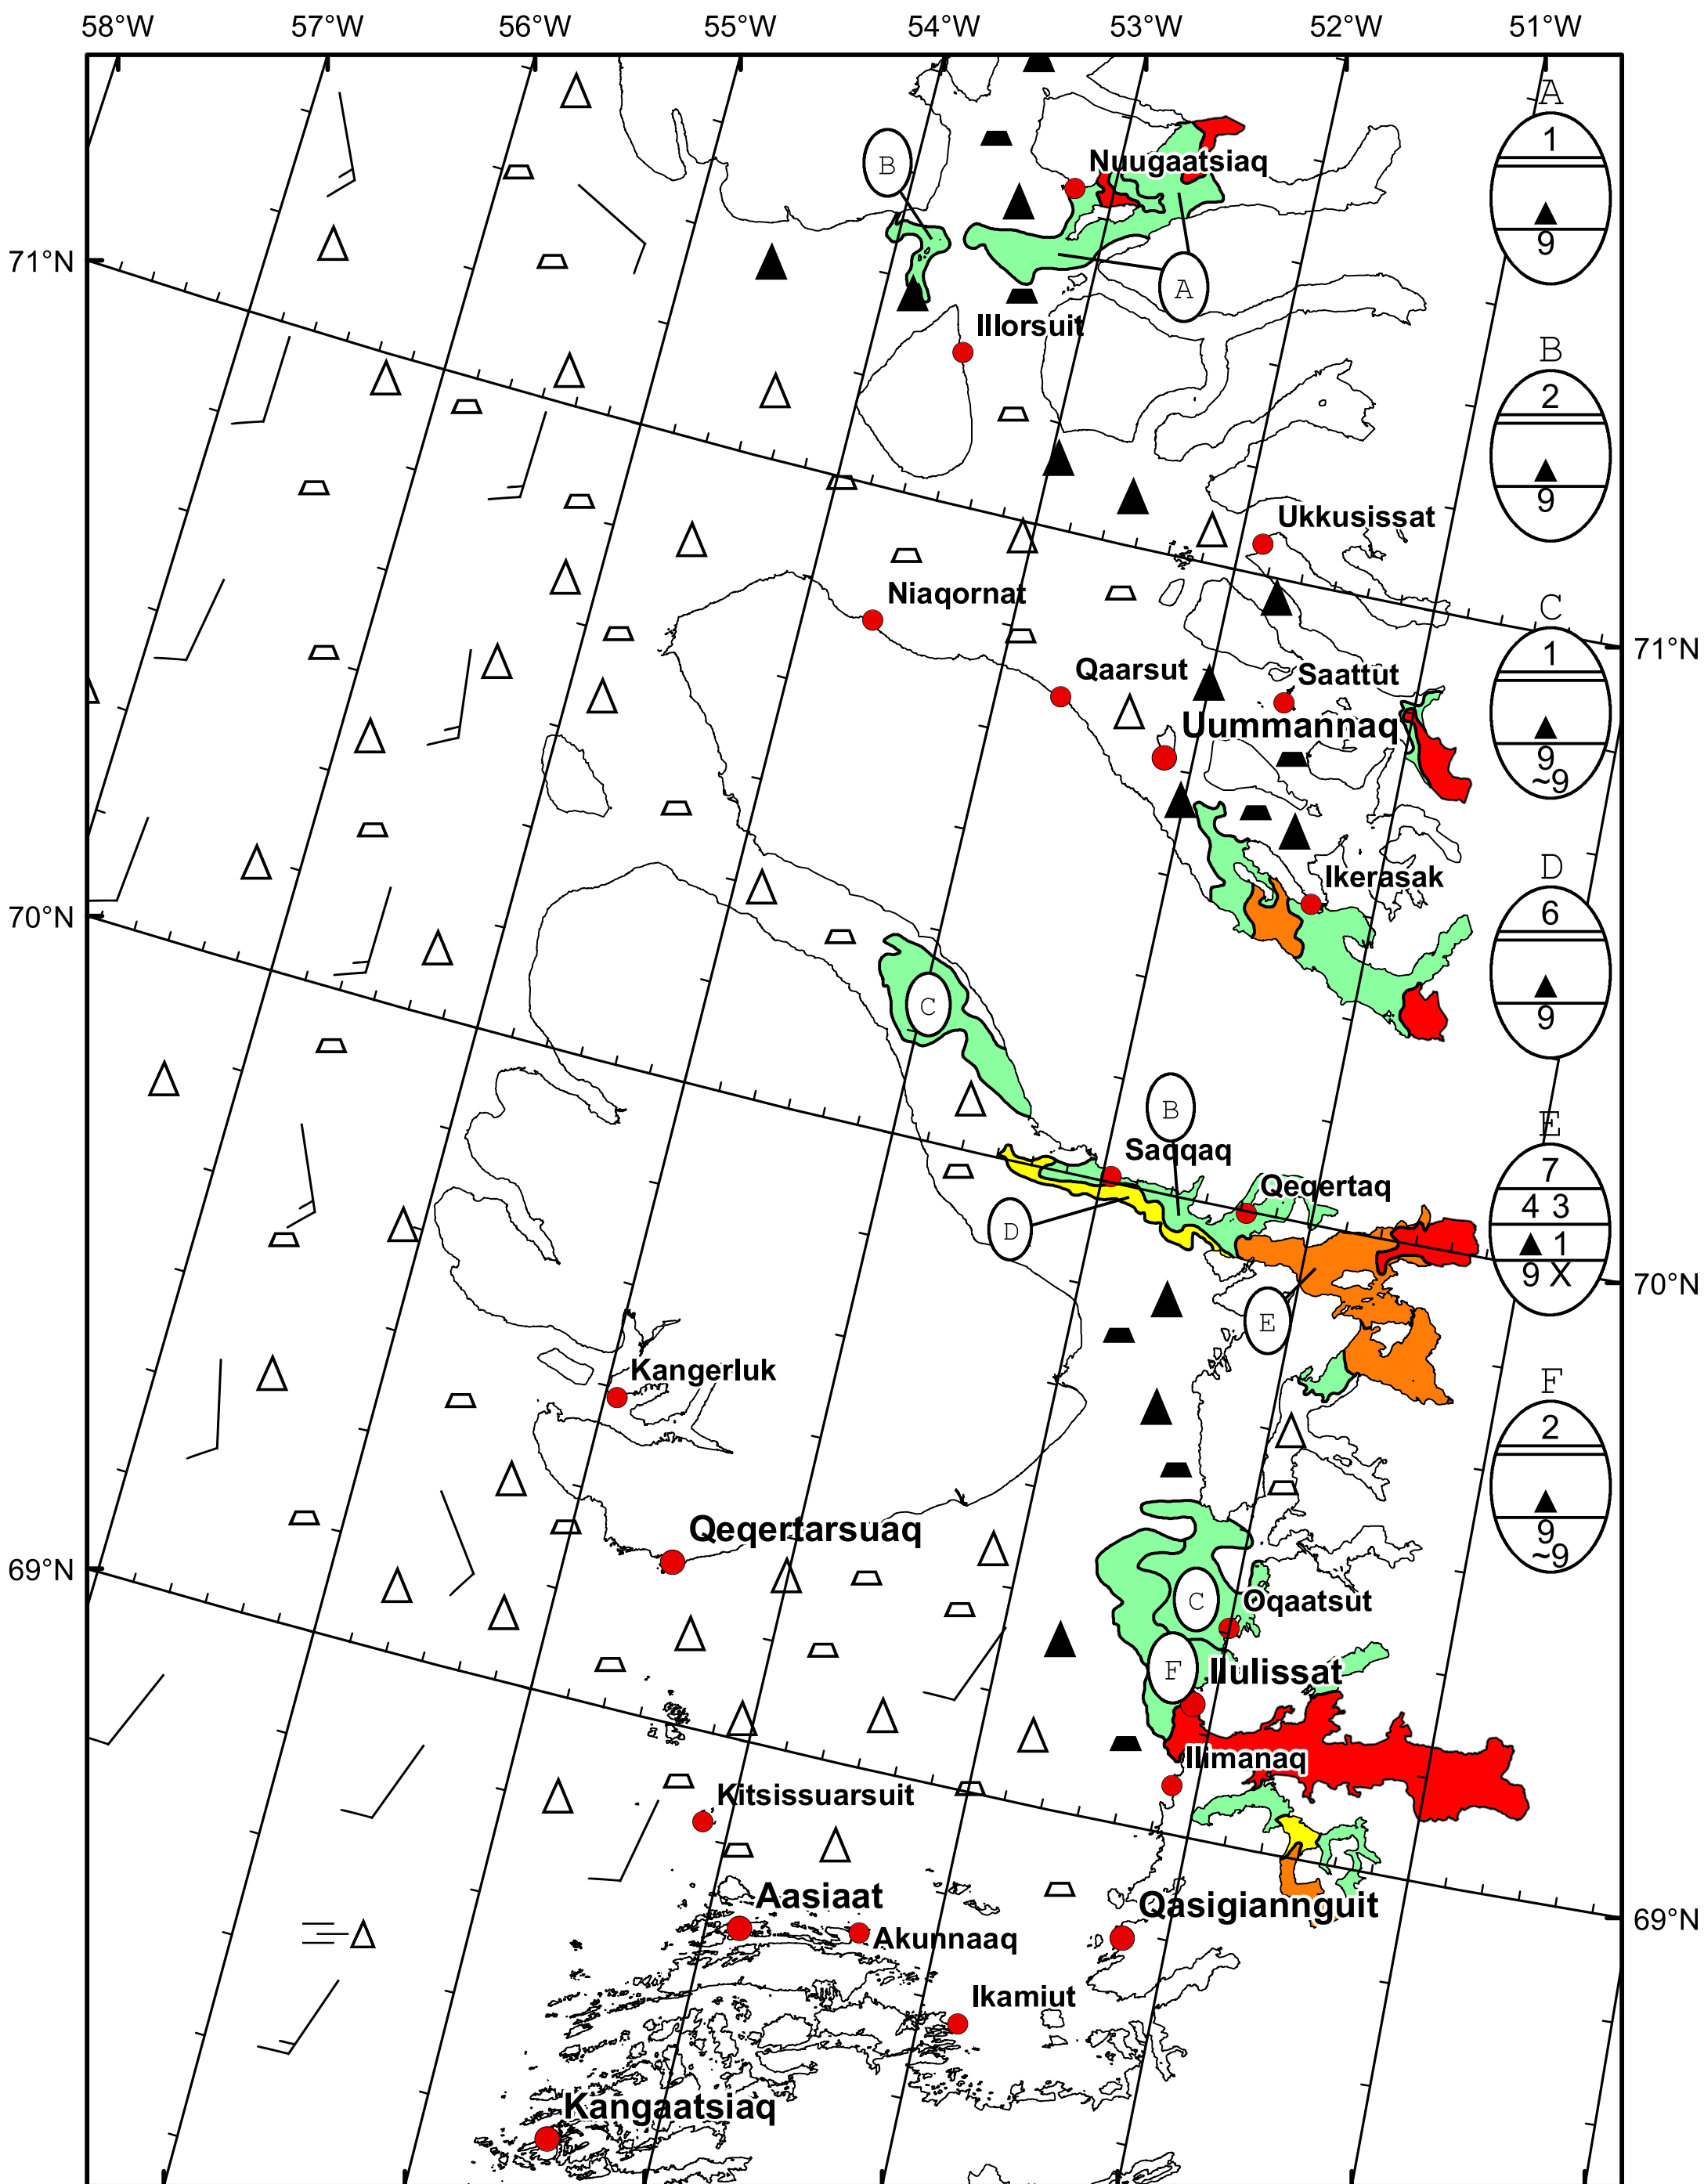 58°W 57°W 56°W 55°W 54°W 53°W 52°W 51°W
A
1
9
B
Nuugaatsiaq
71°N
A
Illorsuit
B
2
9
Ukkusissat
Niaqornat
C
1
9
~9
71°N
Qaarsut
Saattut
Uummannaq
D
6
9
Ikerasak
70°N
C
B
Saqqaq
Qeqertaq
D
E
7
4 3
1
9 X
70°N
E
Kangerluk
F
2
9
~9
Qeqertarsuaq
69°N
C
Oqaatsut
F
Ilulissat
Ilimanaq
Kitsissuarsuit
Aasiaat
Qasigiannguit
69°N
Akunnaaq
Ikamiut
Kangaatsiaq